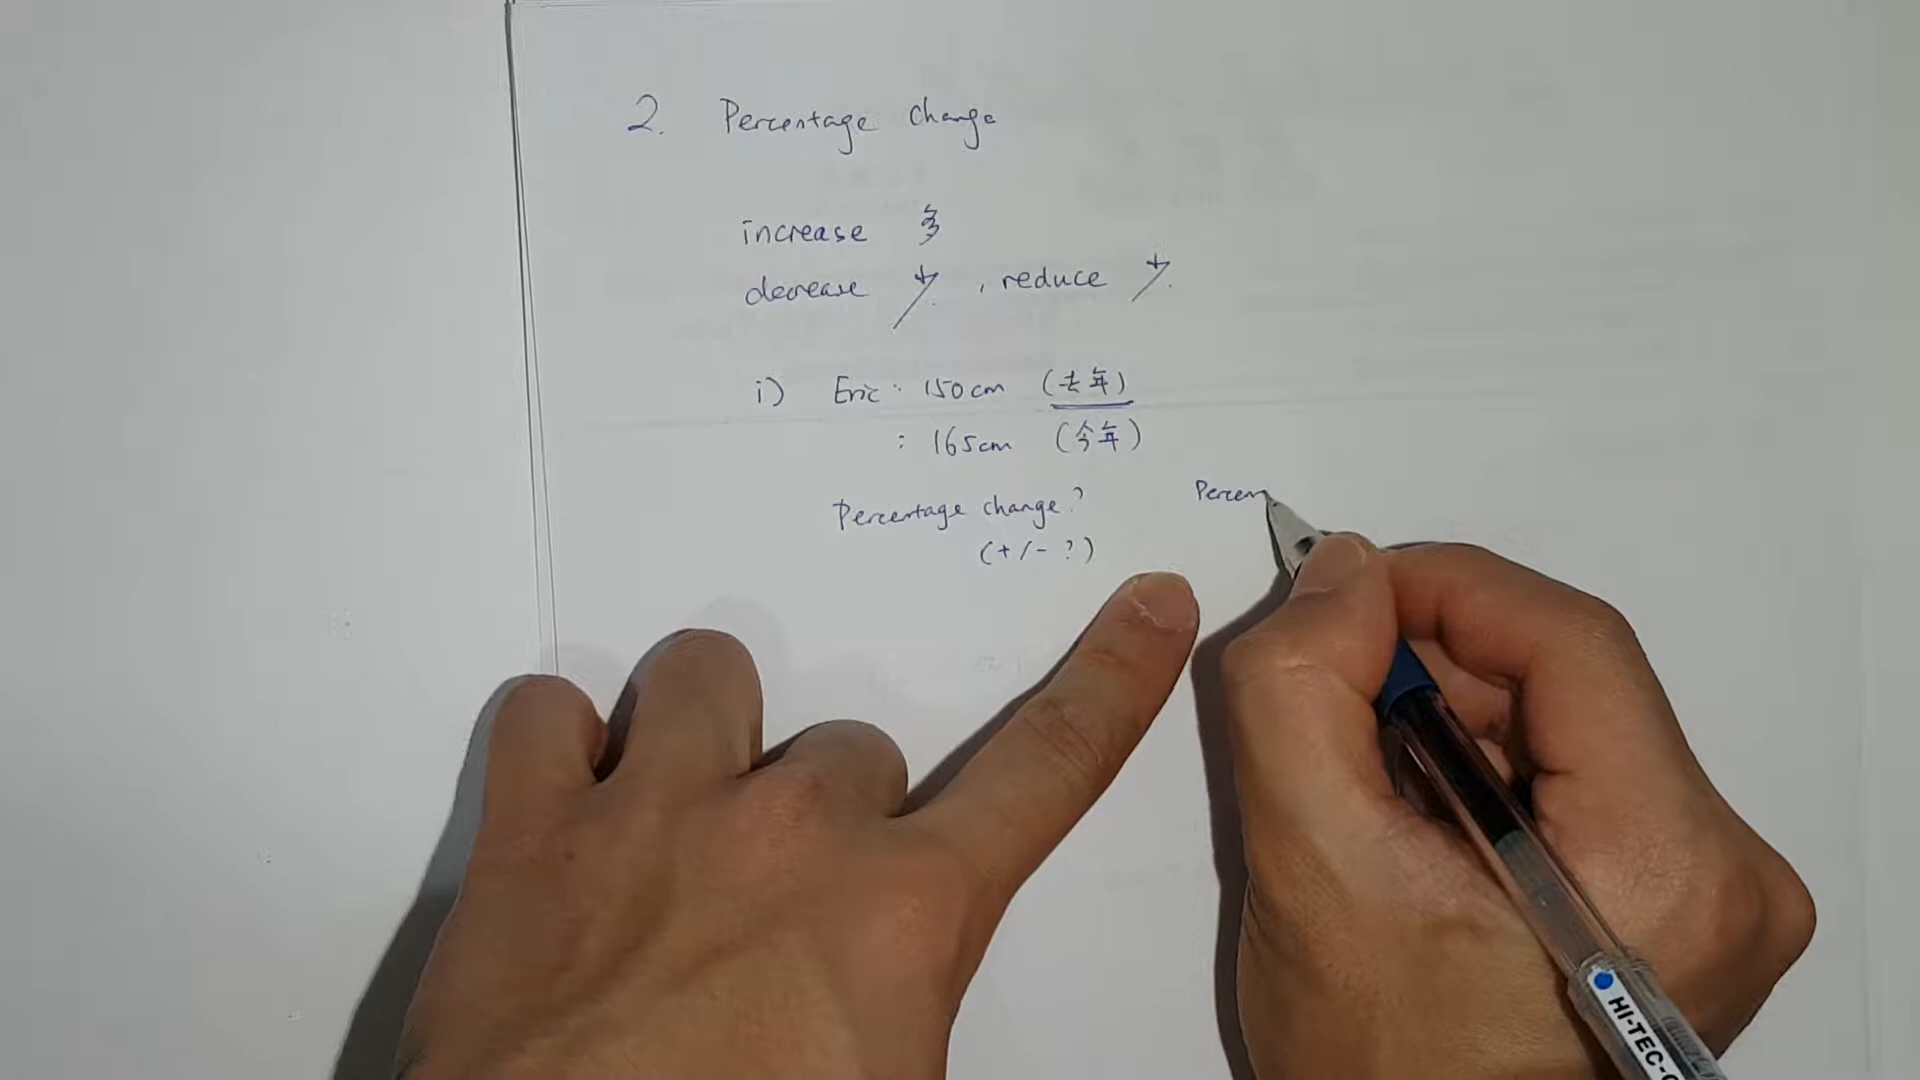 2. Percentage Change
increase 多
decrease 少, reduce 少
i) Eric: 150cm (去年)
: 165cm (今年)
Percentage change?
(+/- ?)
Percen
HI-TEC-C